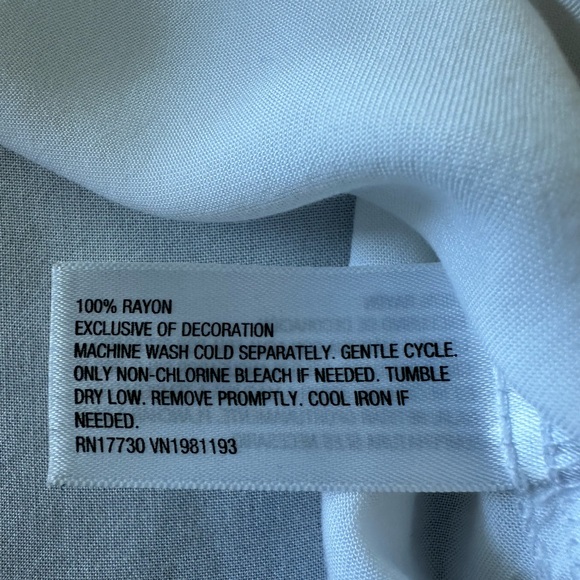 100% RAYON
EXCLUSIVE OF DECORATION
MACHINE WASH COLD SEPARATELY. GENTLE CYCLE.
ONLY NON-CHLORINE BLEACH IF NEEDED. TUMBLE
DRY LOW. REMOVE PROMPTLY. COOL IRON IF
NEEDED.
RN17730 VN1981193